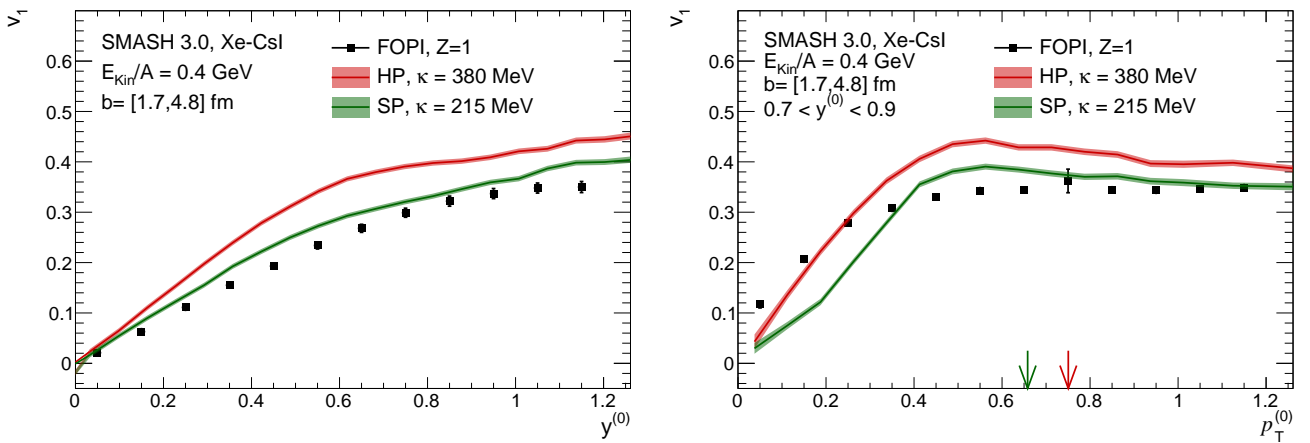 v₁
SMASH 3.0, Xe-CsI
E_Kin/A = 0.4 GeV
b= [1.7,4.8] fm
FOPI, Z=1
HP, κ = 380 MeV
SP, κ = 215 MeV
0.6
0.5
0.4
0.3
0.2
0.1
0
0 0.2 0.4 0.6 0.8 1 1.2
y⁽⁰⁾
v₁
SMASH 3.0, Xe-CsI
E_Kin/A = 0.4 GeV
b= [1.7,4.8] fm
0.7 < y⁽⁰⁾ < 0.9
FOPI, Z=1
HP, κ = 380 MeV
SP, κ = 215 MeV
0.6
0.5
0.4
0.3
0.2
0.1
0
0 0.2 0.4 0.6 0.8 1 1.2
p_T⁽⁰⁾